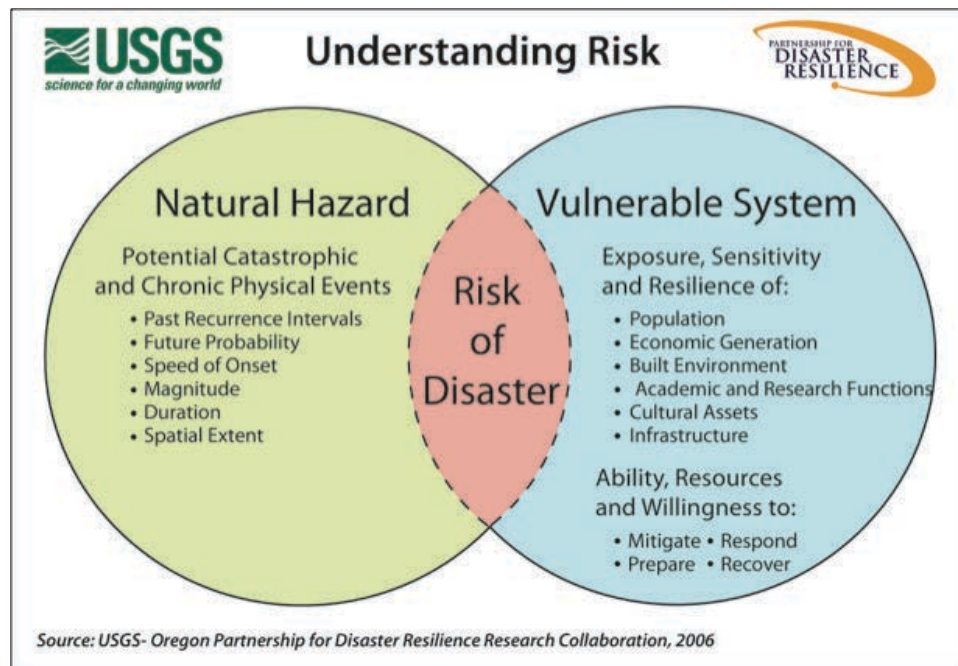 USGS
science for a changing world
Understanding Risk
PARTNERSHIP FOR
DISASTER
RESILIENCE
Natural Hazard
Potential Catastrophic
and Chronic Physical Events
• Past Recurrence Intervals
• Future Probability
• Speed of Onset
• Magnitude
• Duration
• Spatial Extent
Risk
of
Disaster
Vulnerable System
Exposure, Sensitivity
and Resilience of:
• Population
• Economic Generation
• Built Environment
• Academic and Research Functions
• Cultural Assets
• Infrastructure
Ability, Resources
and Willingness to:
• Mitigate • Respond
• Prepare • Recover
Source: USGS- Oregon Partnership for Disaster Resilience Research Collaboration, 2006